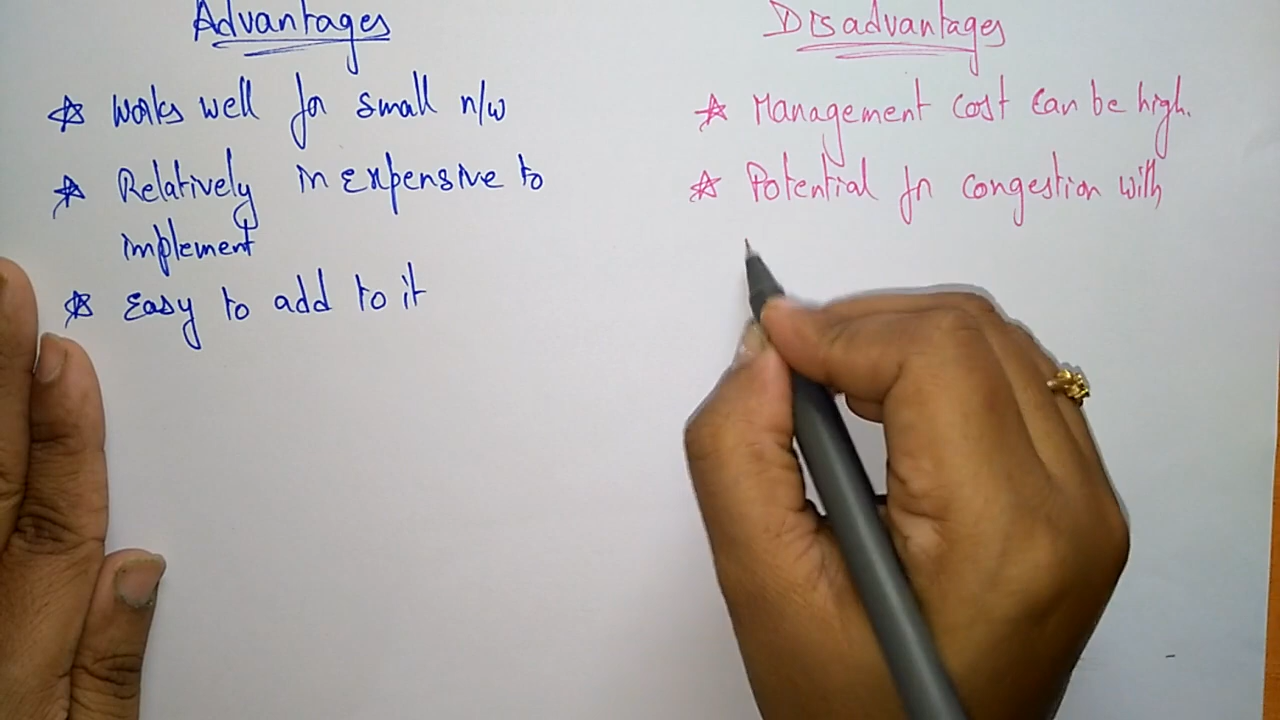 Advantages
☆ Works well for small n/w
☆ Relatively inexpensive to
implement
☆ Easy to add to it
Disadvantages
☆ Management cost can be high.
☆ Potential for congestion with